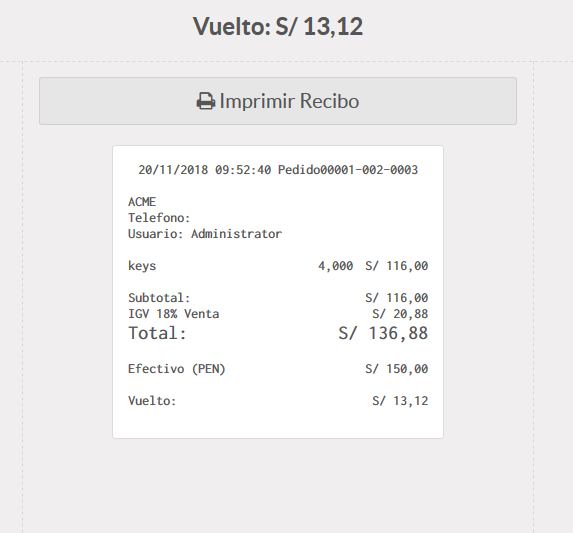 Vuelto: S/ 13,12
Imprimir Recibo
20/11/2018 09:52:40 Pedido00001-002-0003
ACME
Telefono:
Usuario: Administrator
keys 4,000 S/ 116,00
Subtotal: S/ 116,00
IGV 18% Venta S/ 20,88
Total: S/ 136,88
Efectivo (PEN) S/ 150,00
Vuelto: S/ 13,12